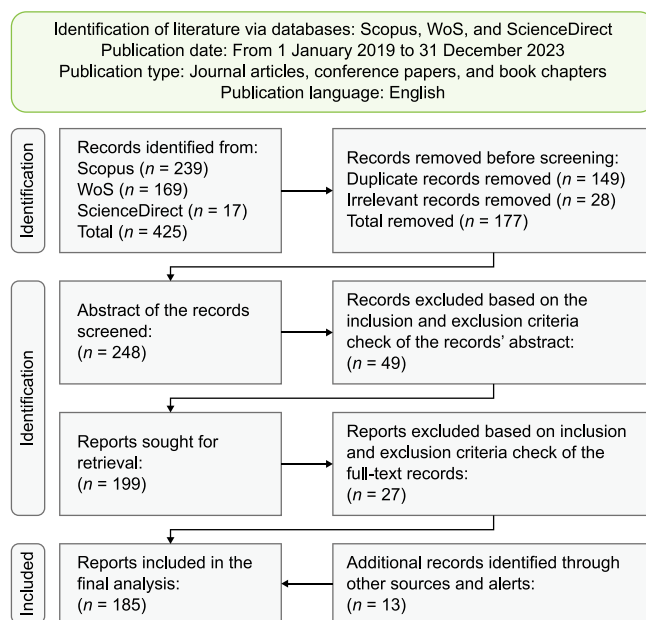 Identification of literature via databases: Scopus, WoS, and ScienceDirect
Publication date: From 1 January 2019 to 31 December 2023
Publication type: Journal articles, conference papers, and book chapters
Publication language: English
Identification
Records identified from:
Scopus (n = 239)
WoS (n = 169)
ScienceDirect (n = 17)
Total (n = 425)
Records removed before screening:
Duplicate records removed (n = 149)
Irrelevant records removed (n = 28)
Total removed (n = 177)
Identification
Abstract of the records
screened:
(n = 248)
Records excluded based on the
inclusion and exclusion criteria
check of the records' abstract:
(n = 49)
Reports sought for
retrieval:
(n = 199)
Reports excluded based on inclusion
and exclusion criteria check of the
full-text records:
(n = 27)
Included
Reports included in the
final analysis:
(n = 185)
Additional records identified through
other sources and alerts:
(n = 13)